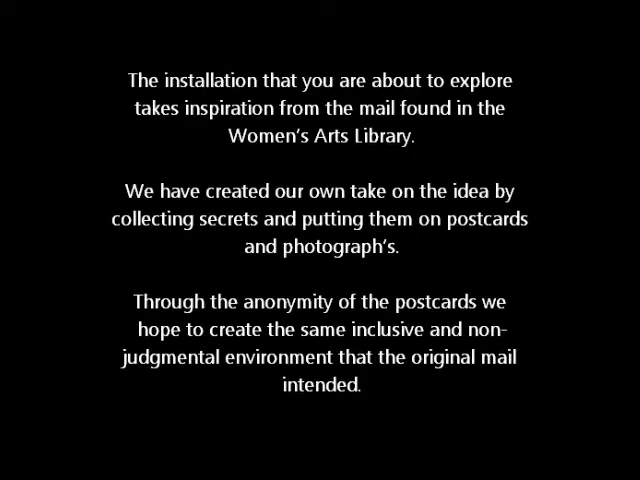 The installation that you are about to explore
takes inspiration from the mail found in the
Women's Arts Library.
We have created our own take on the idea by
collecting secrets and putting them on postcards
and photograph's.
Through the anonymity of the postcards we
hope to create the same inclusive and non-
judgmental environment that the original mail
intended.